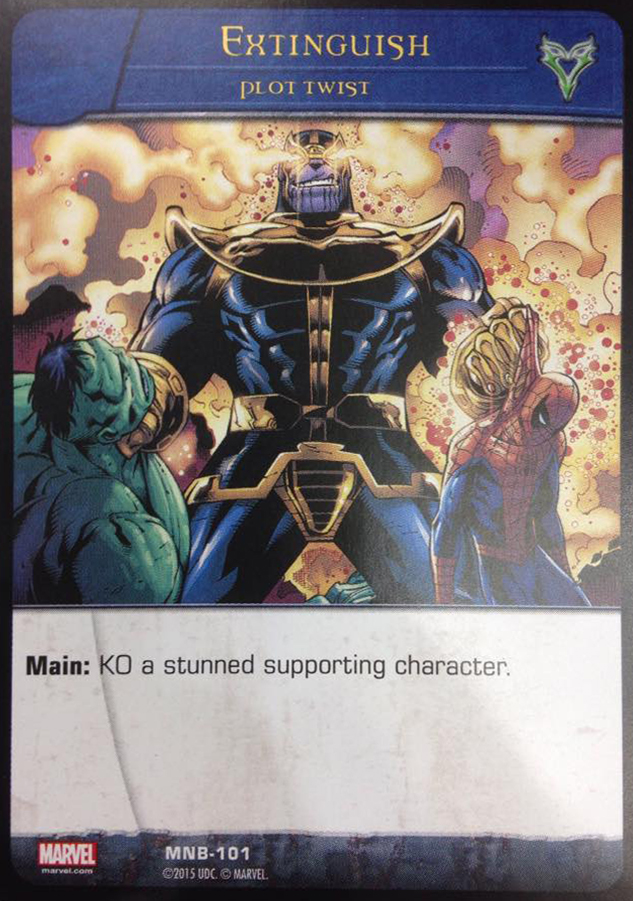 Extinguish
PLOT TWIST
Main: KO a stunned supporting character.
MARVEL
marvel.com
MNB-101
©2015 UDC. © MARVEL.